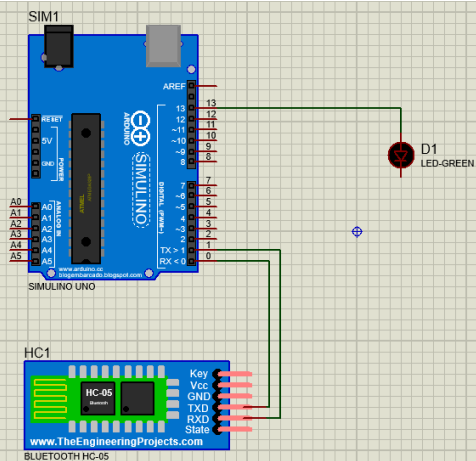 SIM1
AREF
RESET
5V
GND
POWER
ARDUINO
SIMULINO
ATMEL
DIGITAL (PWM~)
ANALOG IN
13 13
12 12
~11 11
~10 10
~9 9
8 8
7 7
~6 6
~5 5
4 4
~3 3
2 2
TX > 1 1
RX < 0 0
A0 A0
A1 A1
A2 A2
A3 A3
A4 A4
A5 A5
www.arduino.cc
blogembarcado.blogspot.com
SIMULINO UNO
D1
LED-GREEN
HC1
HC-05
Bluetooth
Key
Vcc
GND
TXD
RXD
State
www.TheEngineeringProjects.com
BLUETOOTH HC-05